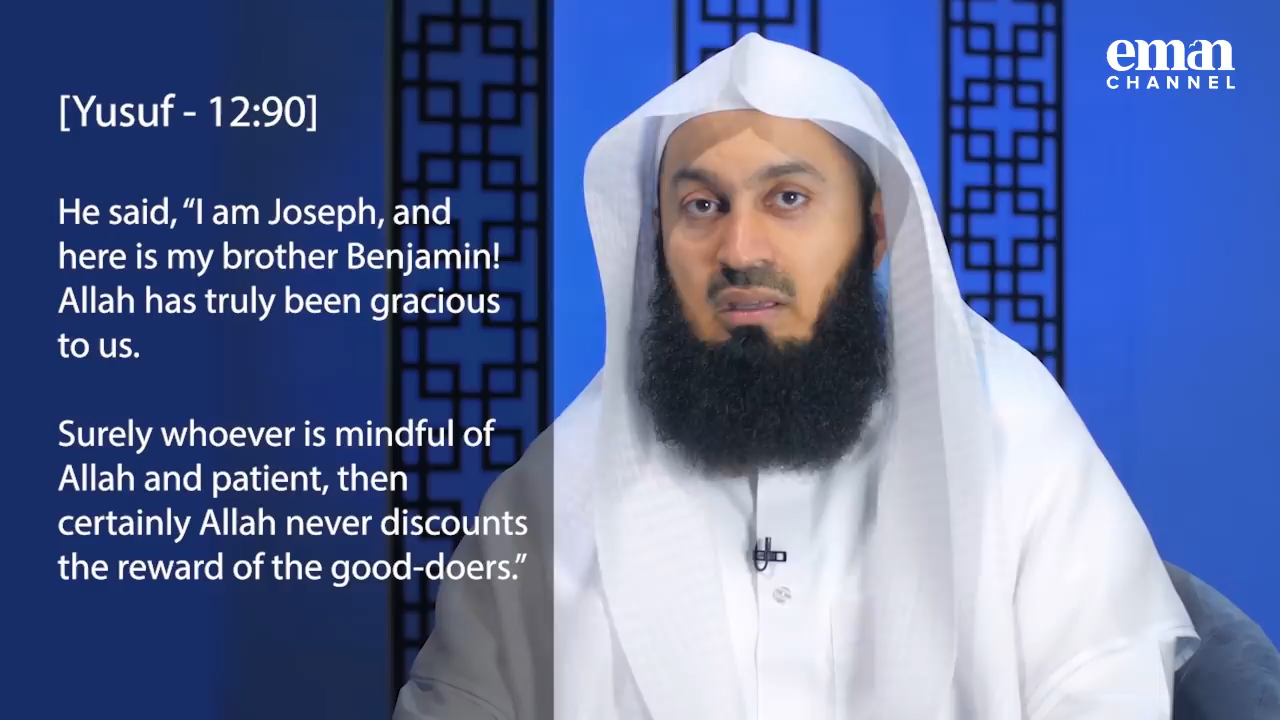 [Yusuf - 12:90]
He said, “I am Joseph, and
here is my brother Benjamin!
Allah has truly been gracious
to us.
Surely whoever is mindful of
Allah and patient, then
certainly Allah never discounts
the reward of the good-doers.”
eman
CHANNEL